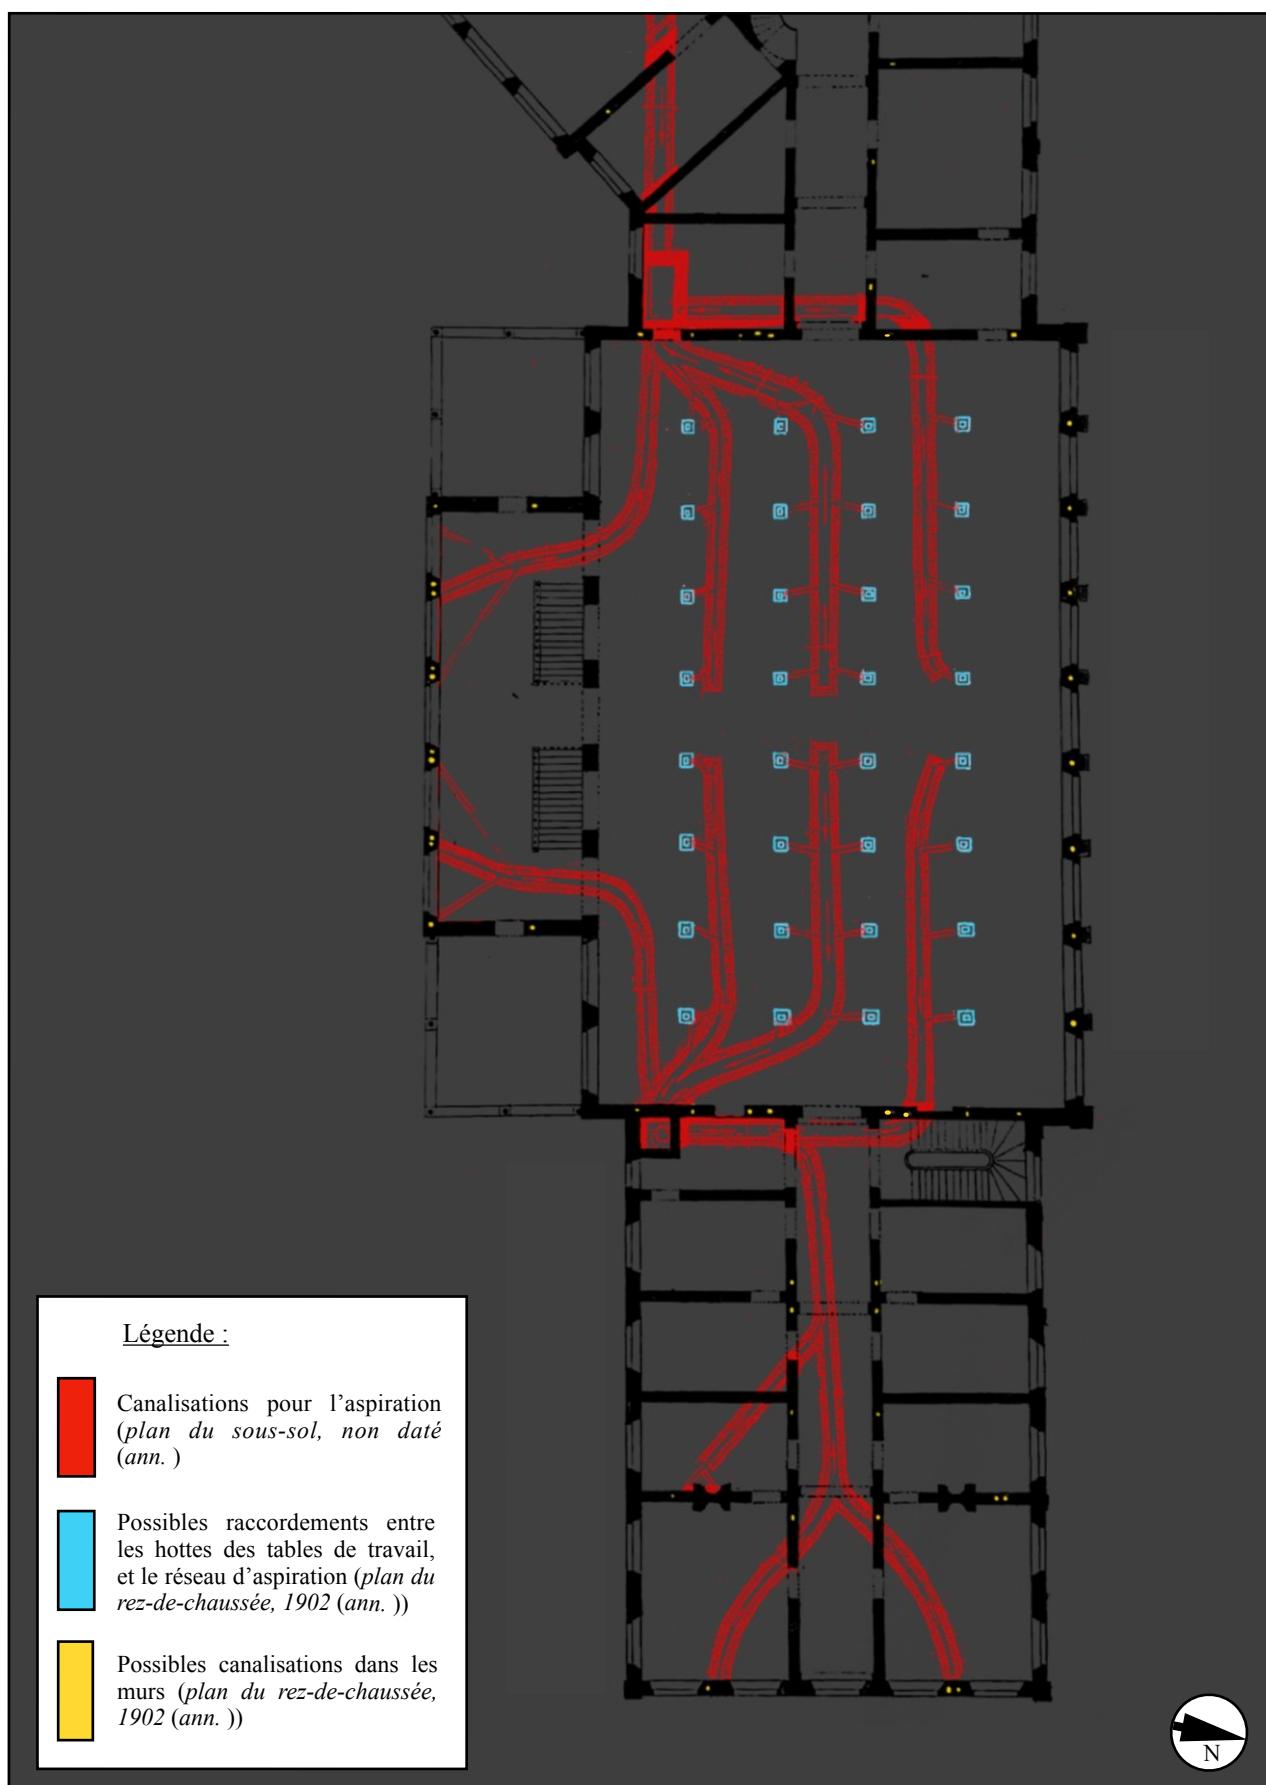 Légende :
Canalisations pour l’aspiration
(plan du sous-sol, non daté
(ann. )
Possibles raccordements entre
les hottes des tables de travail,
et le réseau d’aspiration (plan du
rez-de-chaussée, 1902 (ann. ))
Possibles canalisations dans les
murs (plan du rez-de-chaussée,
1902 (ann. ))
N